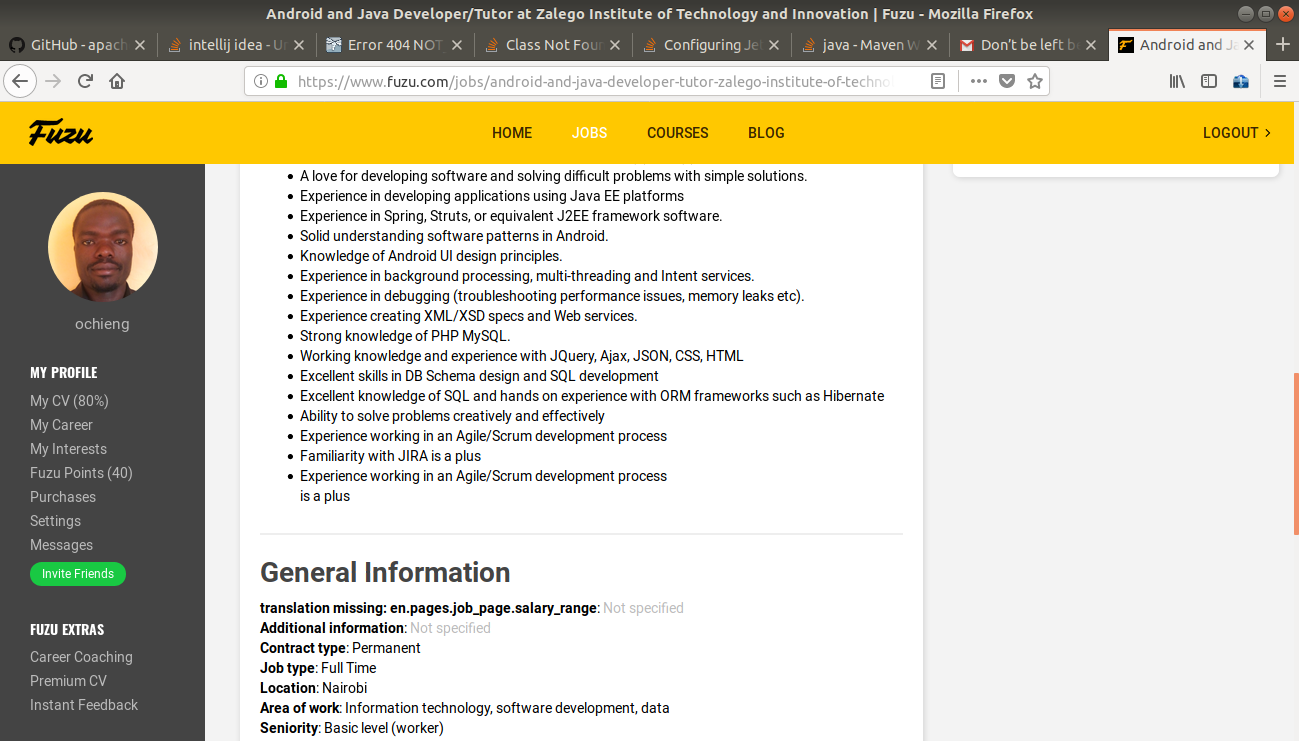 Android and Java Developer/Tutor at Zalego Institute of Technology and Innovation | Fuzu - Mozilla Firefox
GitHub - apach
intellij idea - Ur
Error 404 NOT
Class Not Foun
Configuring Jet
java - Maven W
Don't be left b
Android and Ja
https://www.fuzu.com/jobs/android-and-java-developer-tutor-zalego-institute-of-techno
Fuzu
HOME
JOBS
COURSES
BLOG
LOGOUT
ochieng
MY PROFILE
My CV (80%)
My Career
My Interests
Fuzu Points (40)
Purchases
Settings
Messages
Invite Friends
FUZU EXTRAS
Career Coaching
Premium CV
Instant Feedback
• A love for developing software and solving difficult problems with simple solutions.
• Experience in developing applications using Java EE platforms
• Experience in Spring, Struts, or equivalent J2EE framework software.
• Solid understanding software patterns in Android.
• Knowledge of Android UI design principles.
• Experience in background processing, multi-threading and Intent services.
• Experience in debugging (troubleshooting performance issues, memory leaks etc).
• Experience creating XML/XSD specs and Web services.
• Strong knowledge of PHP MySQL.
• Working knowledge and experience with JQuery, Ajax, JSON, CSS, HTML
• Excellent skills in DB Schema design and SQL development
• Excellent knowledge of SQL and hands on experience with ORM frameworks such as Hibernate
• Ability to solve problems creatively and effectively
• Experience working in an Agile/Scrum development process
• Familiarity with JIRA is a plus
• Experience working in an Agile/Scrum development process
is a plus
General Information
translation missing: en.pages.job_page.salary_range: Not specified
Additional information: Not specified
Contract type: Permanent
Job type: Full Time
Location: Nairobi
Area of work: Information technology, software development, data
Seniority: Basic level (worker)